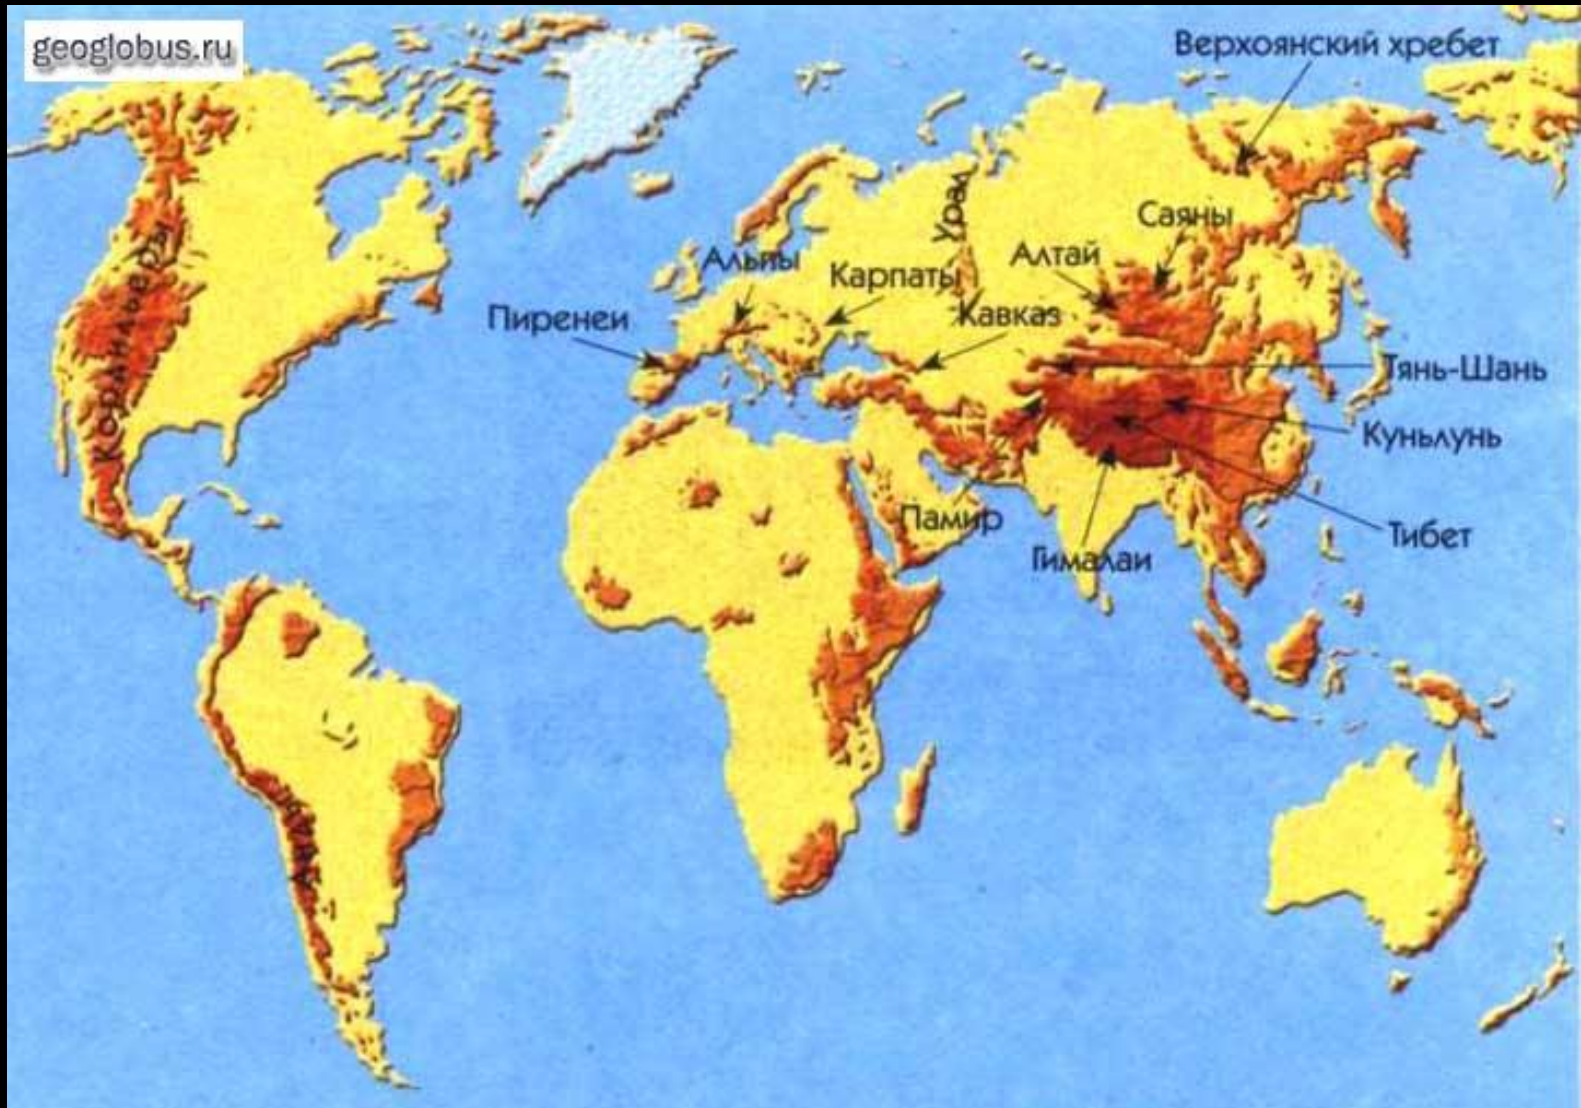 geoglobus.ru
Верхоянский хребет
Урал
Саяны
Альпы
Алтай
Карпаты
Кордильеры
Пиренеи
Кавказ
Тянь-Шань
Куньлунь
Памир
Тибет
Гималаи
Анды